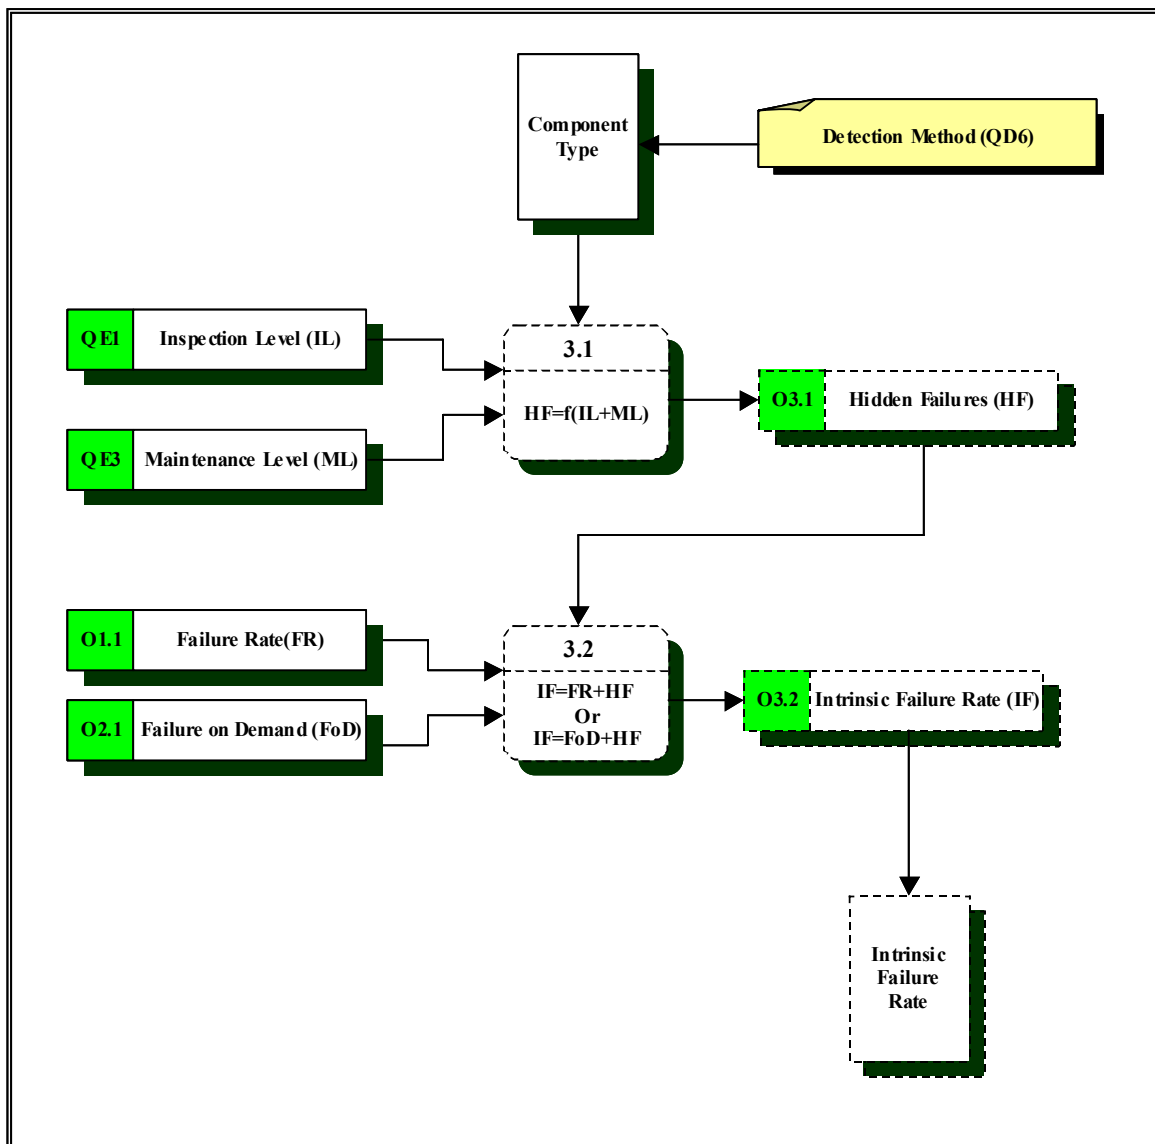 Component
Type
Detection Method (QD6)
QE1
Inspection Level (IL)
3.1
HF=f(IL+ML)
O3.1
Hidden Failures (HF)
QE3
Maintenance Level (ML)
O1.1
Failure Rate(FR)
3.2
IF=FR+HF
Or
IF=FoD+HF
O3.2
Intrinsic Failure Rate (IF)
O2.1
Failure on Demand (FoD)
Intrinsic
Failure
Rate